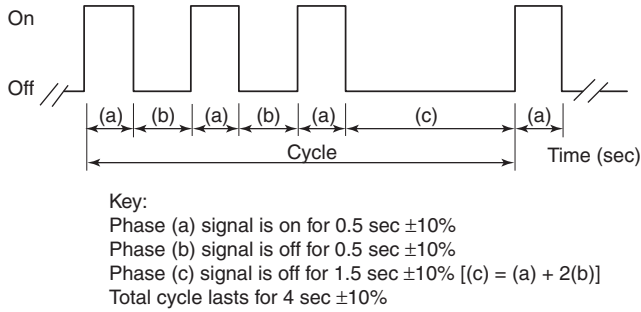 On
Off
(a) (b) (a) (b) (a) (c) (a)
Cycle
Time (sec)
Key:
Phase (a) signal is on for 0.5 sec ±10%
Phase (b) signal is off for 0.5 sec ±10%
Phase (c) signal is off for 1.5 sec ±10% [(c) = (a) + 2(b)]
Total cycle lasts for 4 sec ±10%